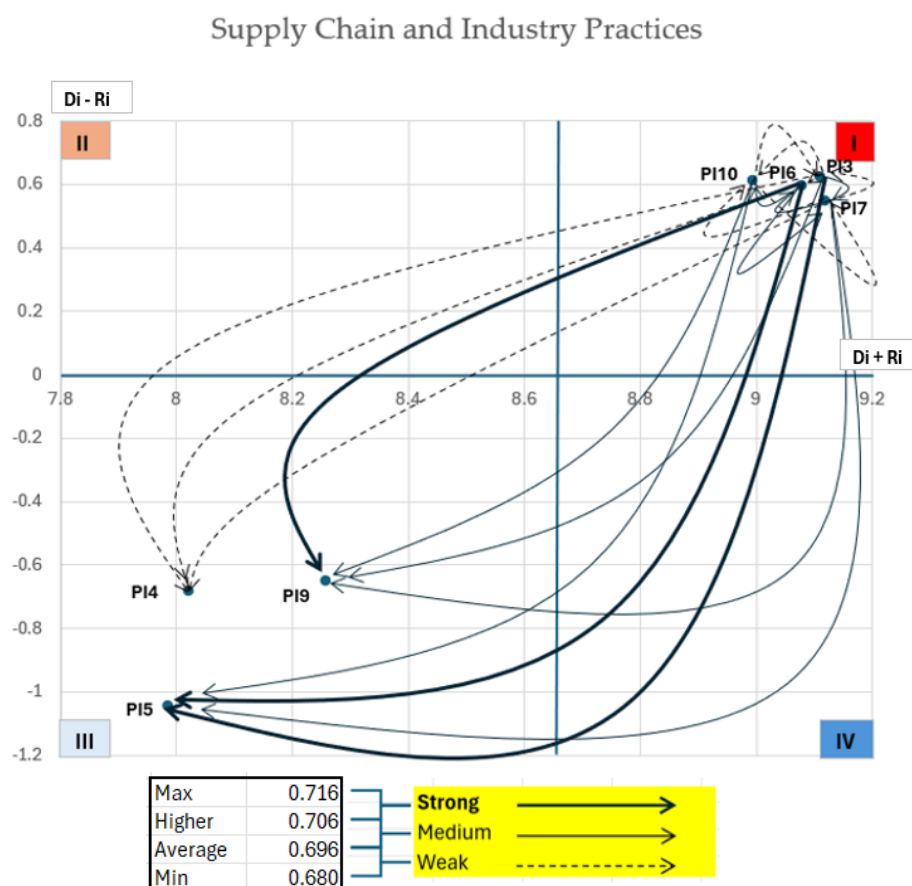 Supply Chain and Industry Practices
Di - Ri
0.8
II
I
PI10
PI6
PI3
0.6
PI7
0.4
0.2
Di + Ri
0
7.8
8
8.2
8.4
8.6
8.8
9
9.2
-0.2
-0.4
-0.6
PI4
PI9
-0.8
-1
PI5
III
IV
-1.2
Max 0.716
Higher 0.706
Average 0.696
Min 0.680
Strong
Medium
Weak